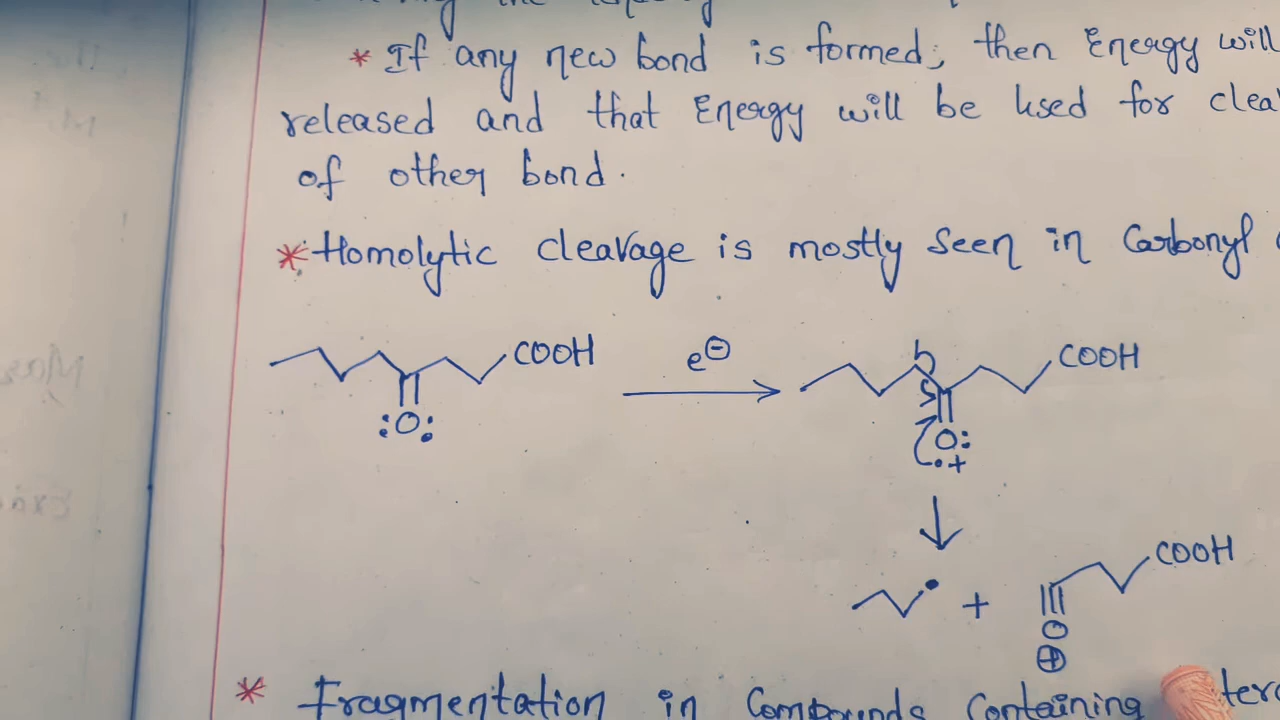 * If any new bond is formed, then Energy will
released and that Energy will be used for
of other bond.
* Homolytic cleavage is mostly seen in Carbonyl
COOH
:O:
e⊖
COOH
O:
.+
COOH
+
O
⊕
* Fragmentation in Compounds Containing